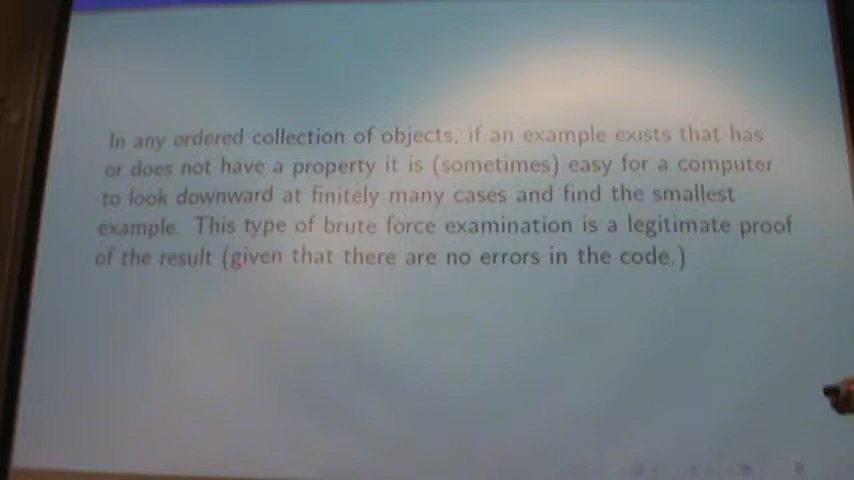 In any ordered collection of objects, if an example exists that has
or does not have a property it is (sometimes) easy for a computer
to look downward at finitely many cases and find the smallest
example. This type of brute force examination is a legitimate proof
of the result (given that there are no errors in the code.)